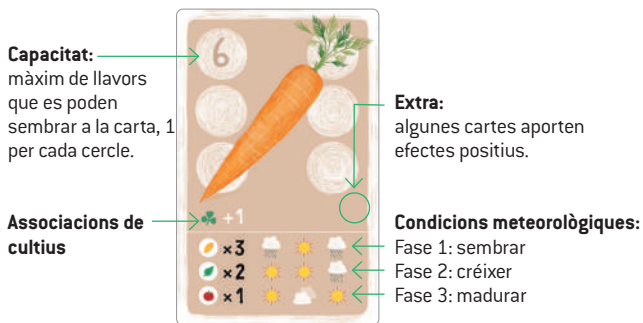 Capacitat:
màxim de llavors
que es poden
sembrar a la carta, 1
per cada cercle.
Associacions de
cultiu
6
+1
×3
×2
×1
Extra:
algunes cartes aporten
efectes positius.
Condicions meteorològiques:
Fase 1: sembrar
Fase 2: créixer
Fase 3: madurar